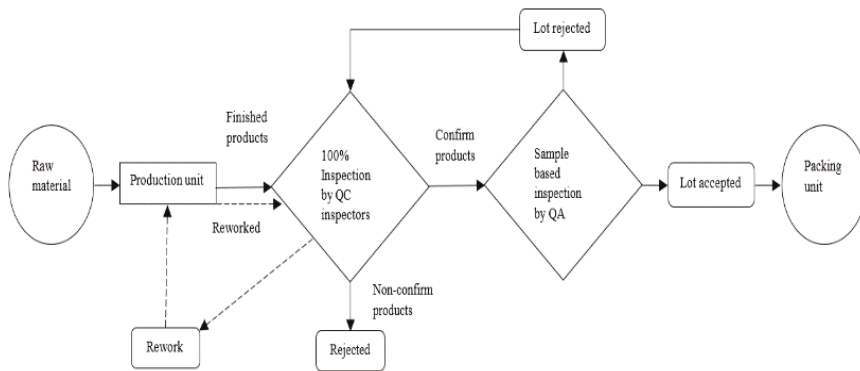 Lot rejected
Finished
products
Confirm
products
Raw
material
Production unit
100%
Inspection
by QC
inspectors
Sample
based
inspection
by QA
Lot accepted
Packing
unit
Reworked
Non-confirm
products
Rework
Rejected